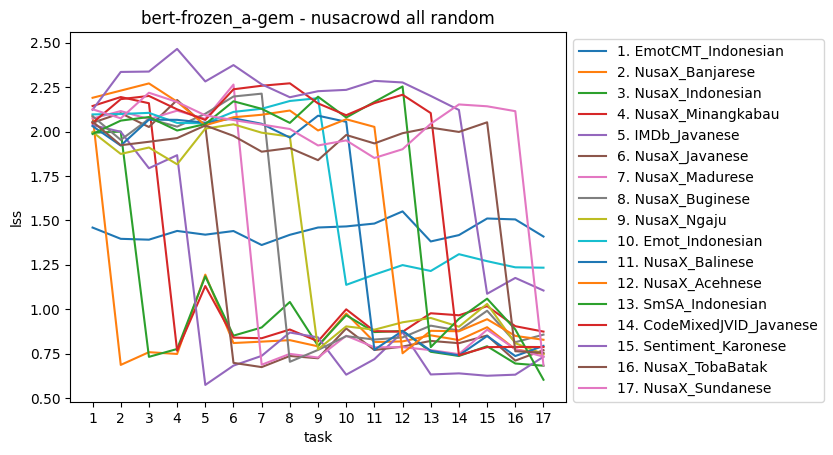 bert-frozen_a-gem - nusacrowd all random
lss
2.50
2.25
2.00
1.75
1.50
1.25
1.00
0.75
0.50
1 2 3 4 5 6 7 8 9 10 11 12 13 14 15 16 17
task
1. EmotCMT_Indonesian
2. NusaX_Banjarese
3. NusaX_Indonesian
4. NusaX_Minangkabau
5. IMDb_Javanese
6. NusaX_Javanese
7. NusaX_Madurese
8. NusaX_Buginese
9. NusaX_Ngaju
10. Emot_Indonesian
11. NusaX_Balinese
12. NusaX_Acehnese
13. SmSA_Indonesian
14. CodeMixedJVID_Javanese
15. Sentiment_Karonese
16. NusaX_TobaBatak
17. NusaX_Sundanese